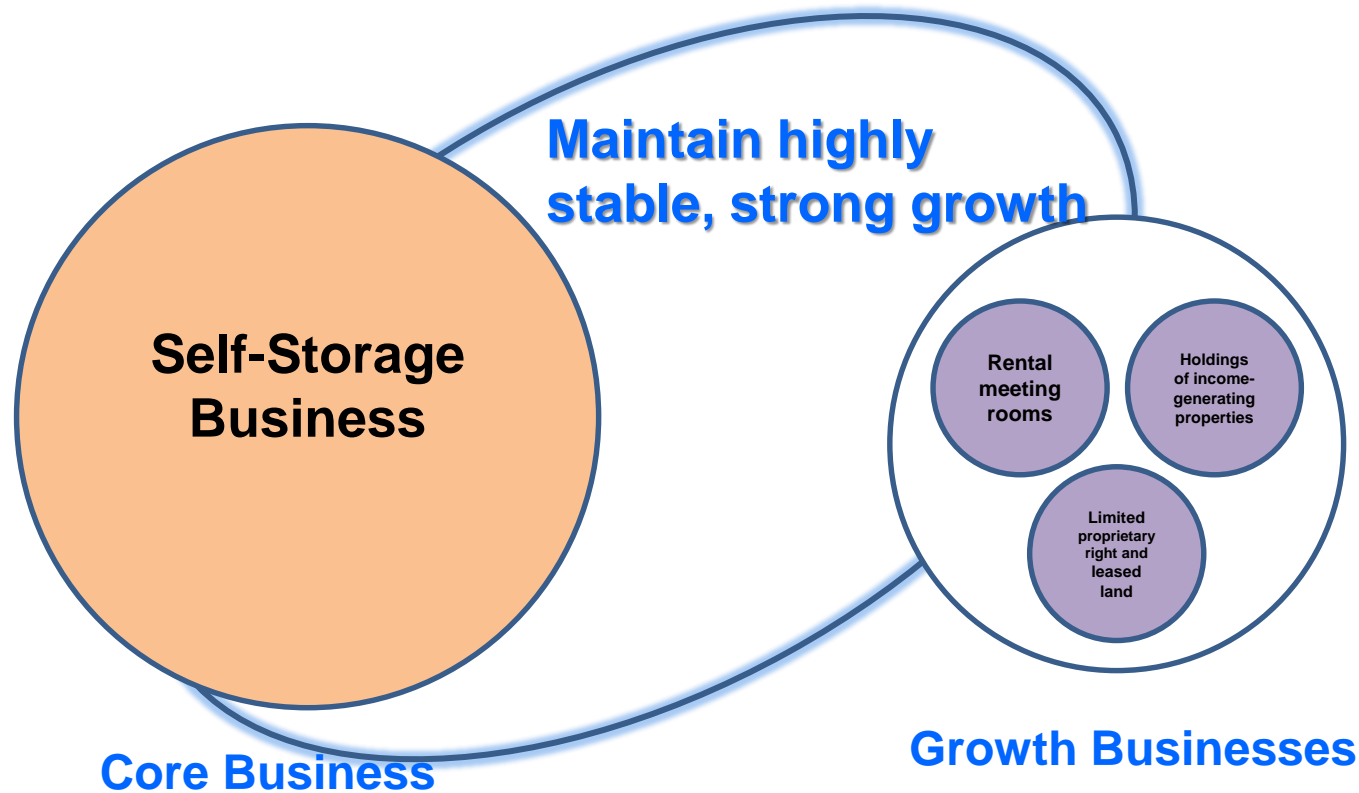 Maintain highly
stable, strong growth
Self-Storage
Business
Rental
meeting
rooms
Holdings
of income-
generating
properties
Limited
proprietary
right and
leased
land
Core Business
Growth Businesses